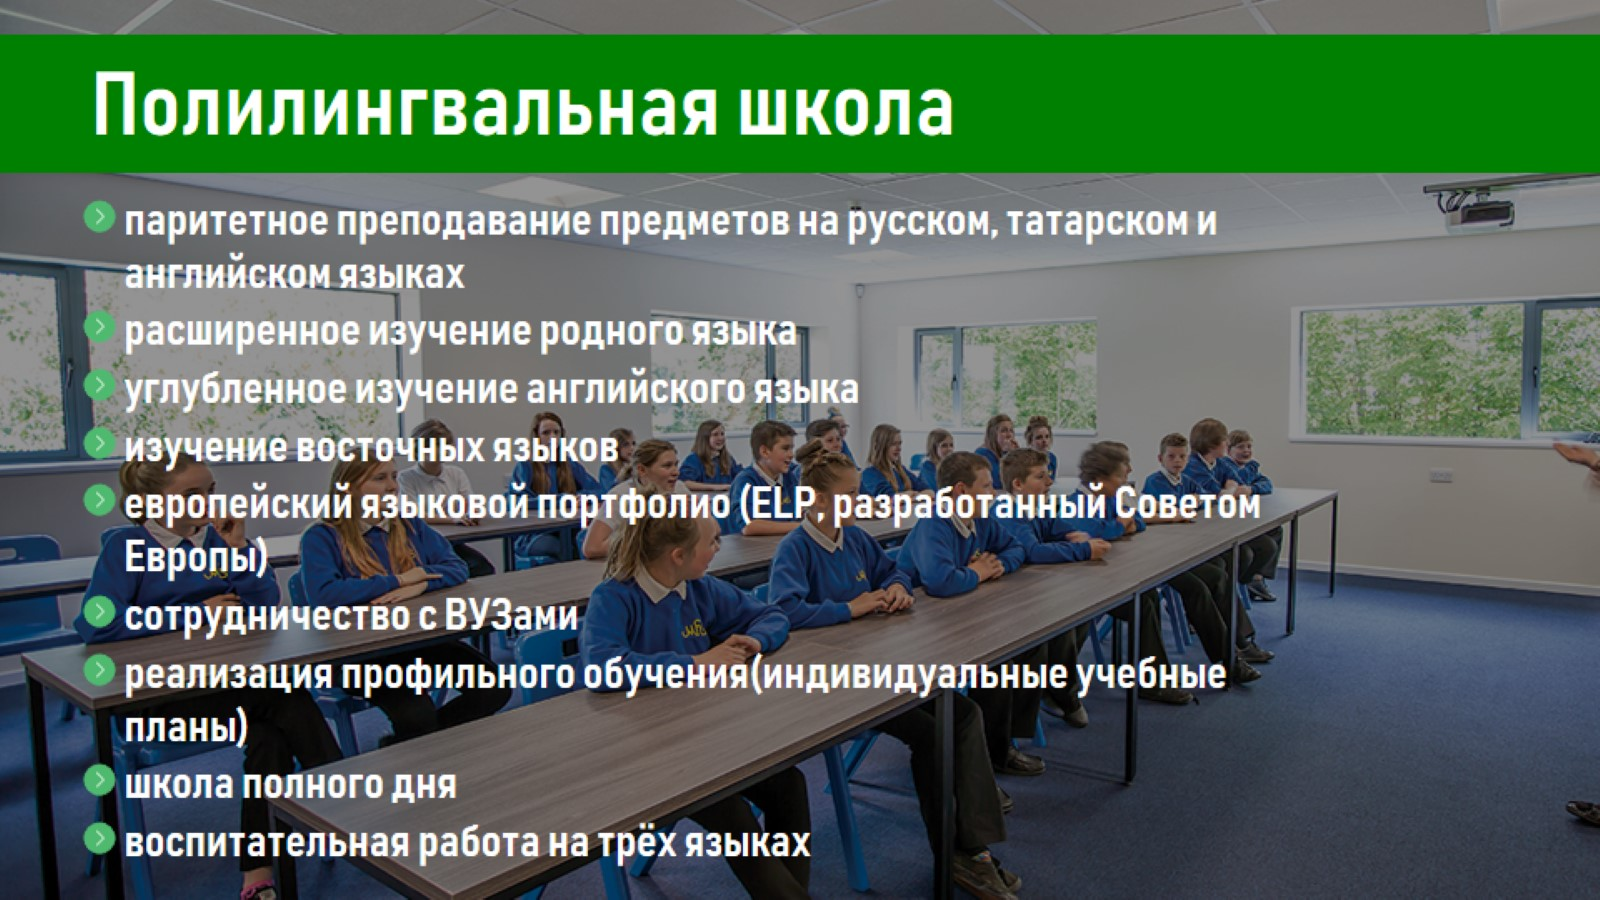 Полилингвальная школа
паритетное преподавание предметов на русском, татарском и
английском языках
расширенное изучение родного языка
углубленное изучение английского языка
изучение восточных языков
европейский языковой портфолио (ELP, разработанный Советом
Европы)
сотрудничество с ВУЗами
реализация профильного обучения(индивидуальные учебные
планы)
школа полного дня
воспитательная работа на трёх языках